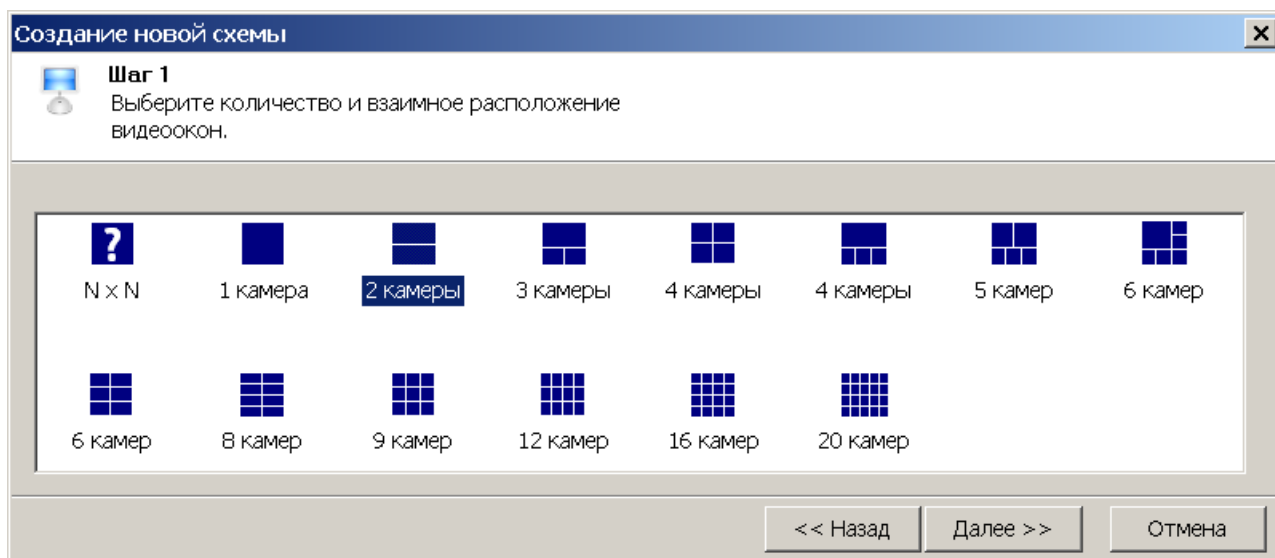 Создание новой схемы
Шаг 1
Выберите количество и взаимное расположение
видеоокон.
?
N x N 1 камера 2 камеры 3 камеры 4 камеры 4 камеры 5 камер 6 камер
6 камер 8 камер 9 камер 12 камер 16 камер 20 камер
<< Назад Далее >> Отмена